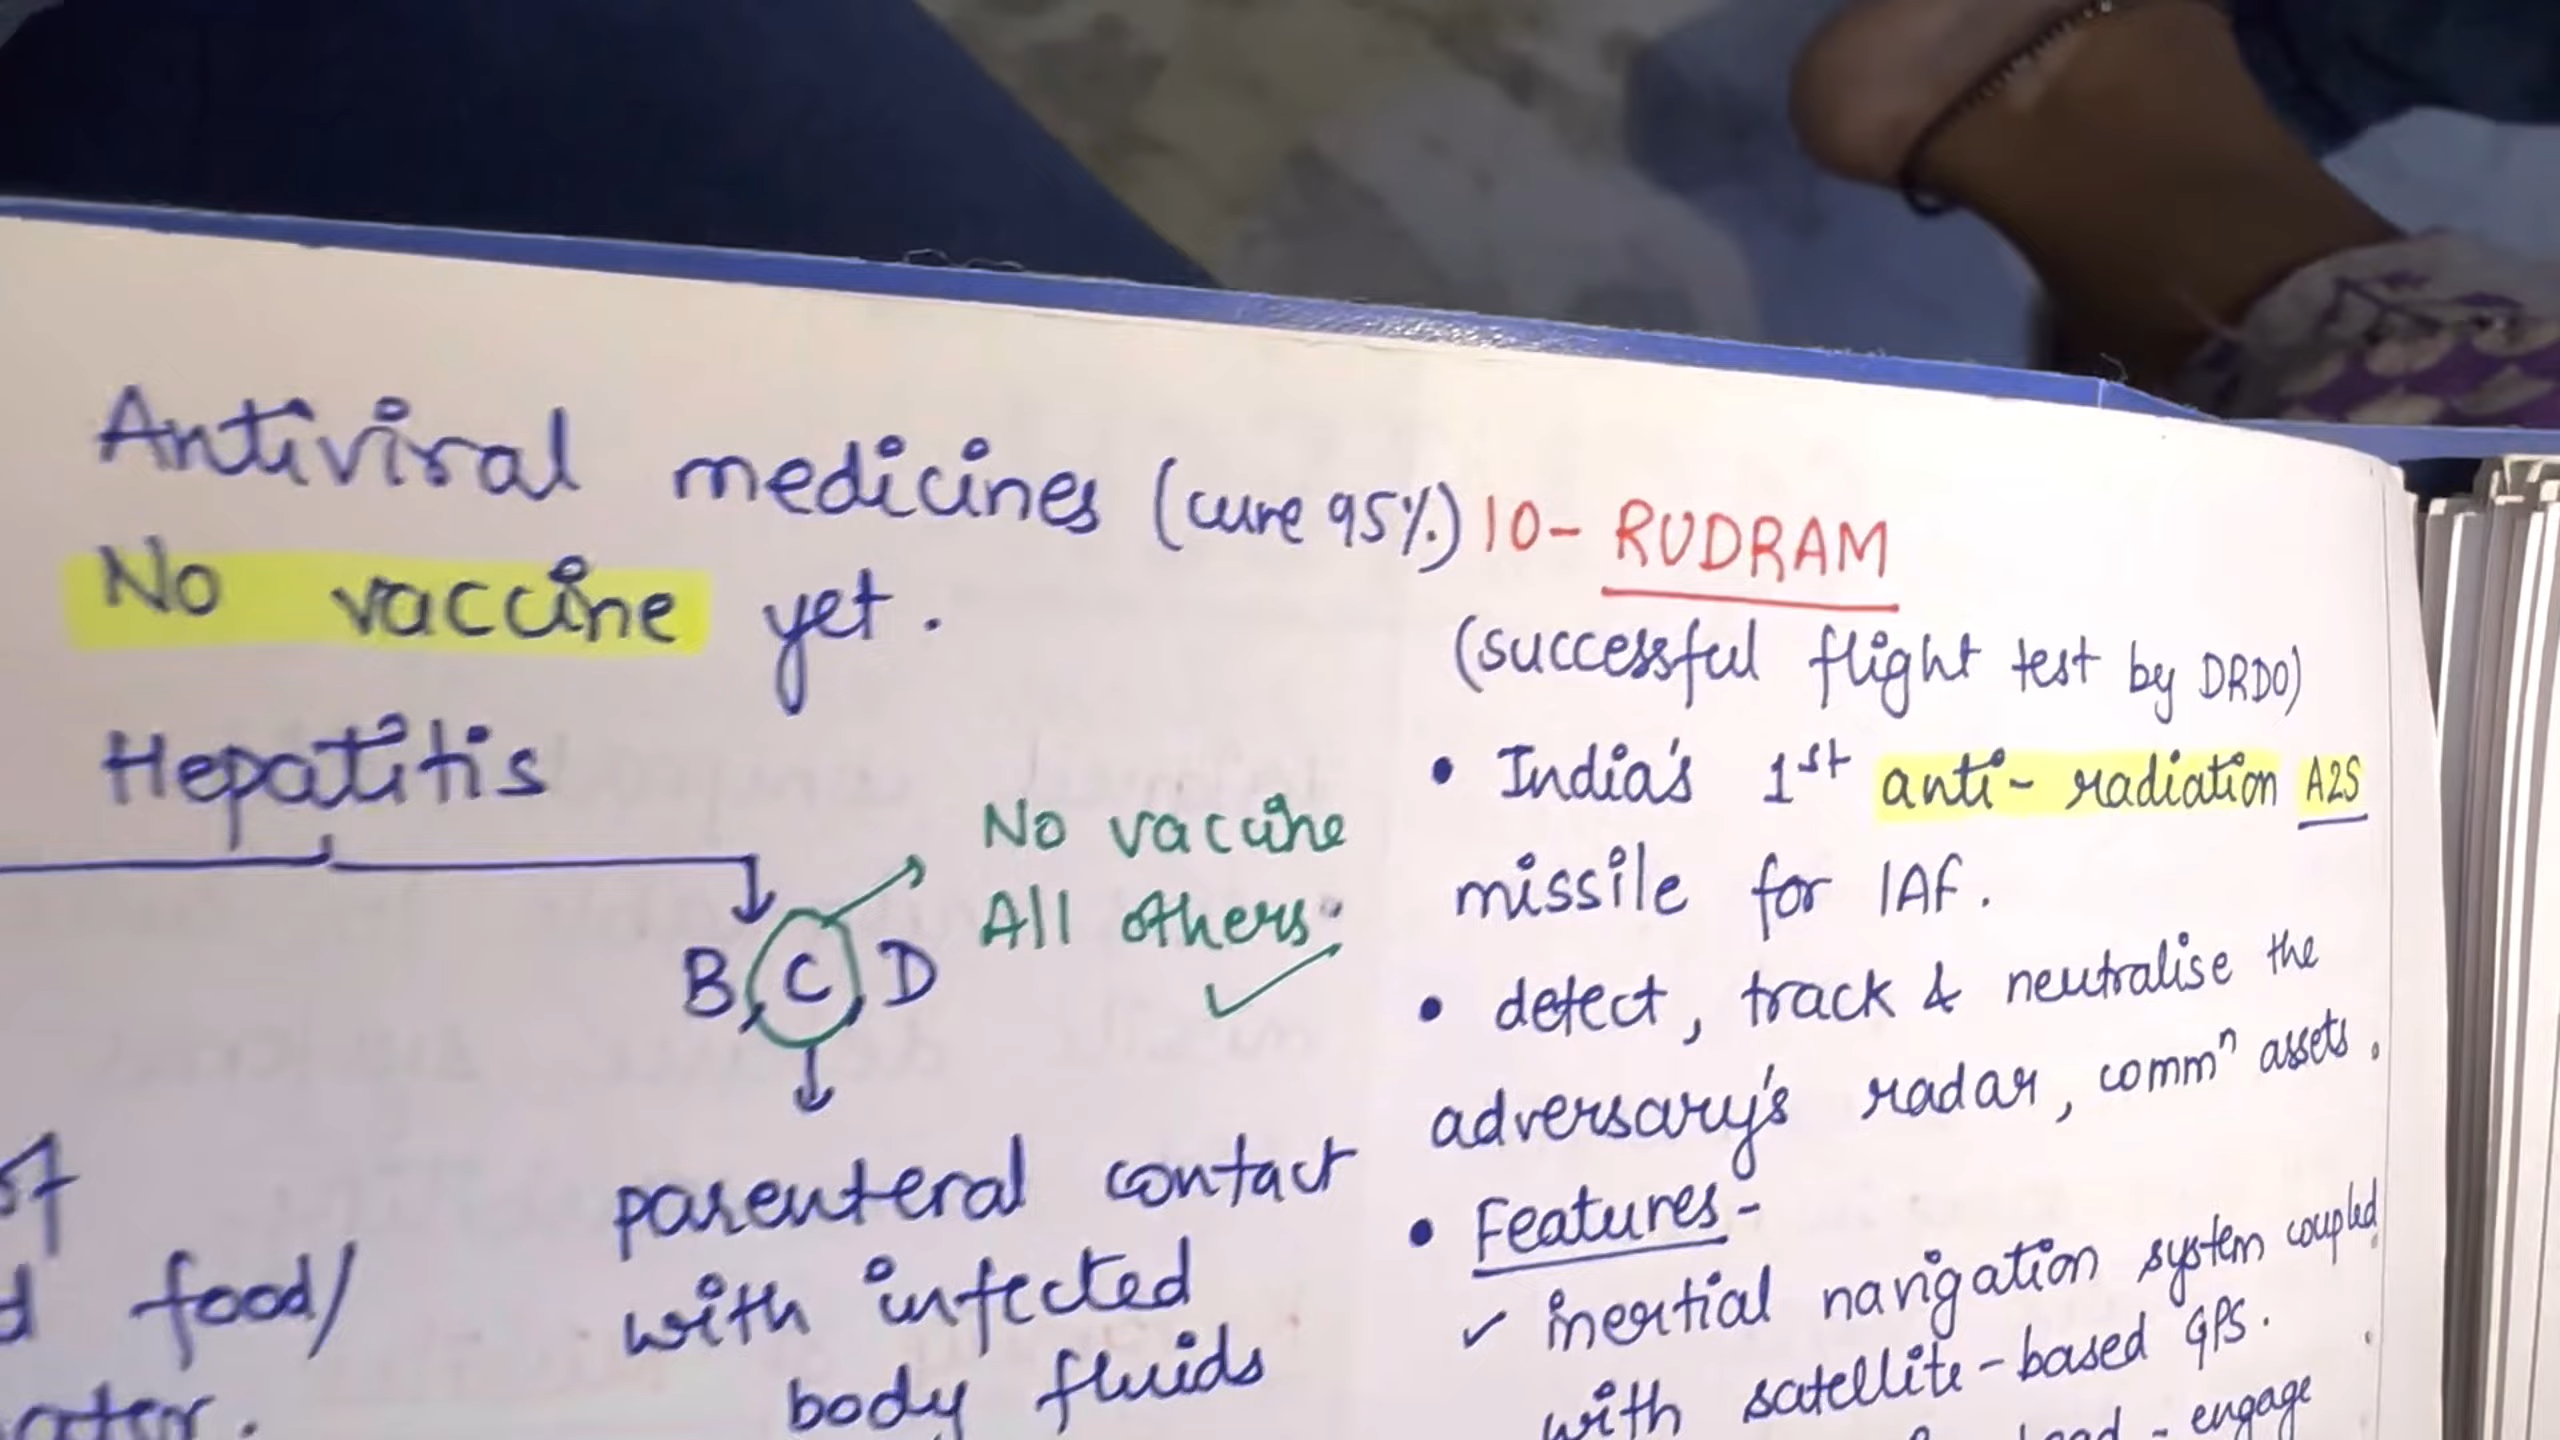 Antiviral medicines (cure 95%)
No vaccine yet.
Hepatitis
No vaccine
All others
B, C, D
food/
parenteral contact
with infected
body fluids
10- RUDRAM
(successful flight test by DRDO)
• India's 1st anti-radiation A2S
missile for IAF.
• detect, track & neutralise the
adversary's radar, commⁿ assets.
• Features-
✓ inertial navigation system coupled
with satellite-based GPS.
engage